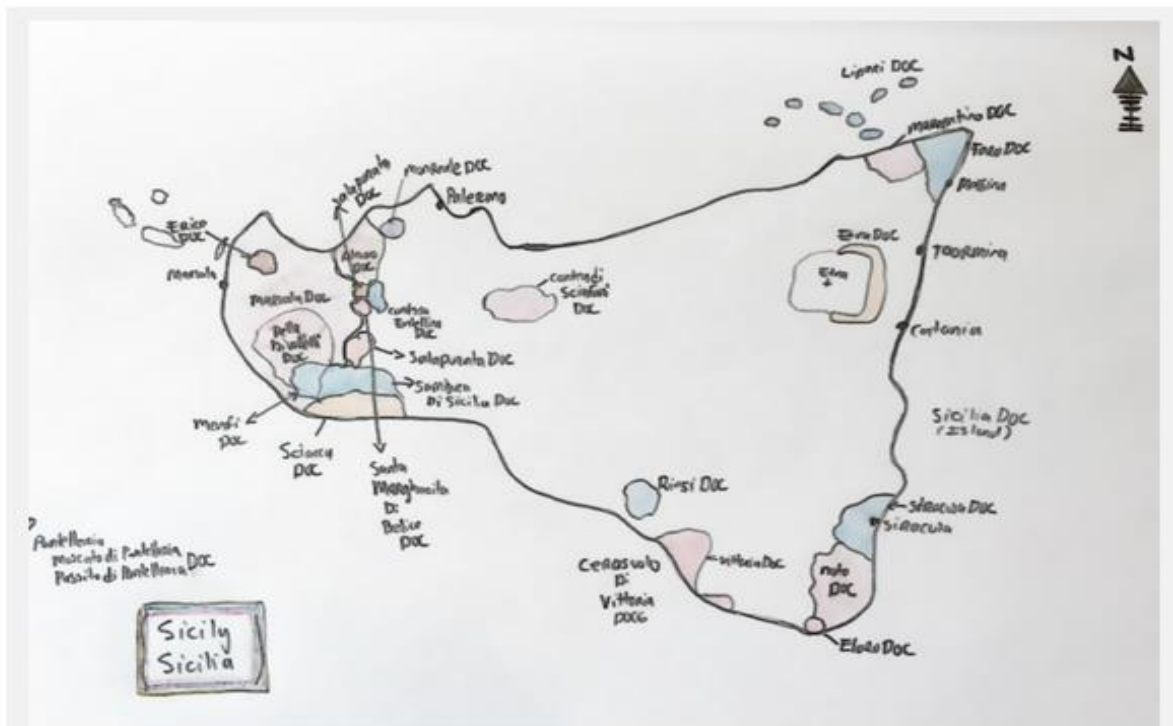 N
Lipari DOC
Mamertino DOC
Faro DOC
Messina
Salaparuta
DOC
Monreale DOC
Palermo
Erice
DOC
Alcamo
DOC
Etna DOC
Taormina
Marsala
Marsala DOC
Etna
Contea di
Sclafani
DOC
Contessa
Entellina
DOC
Della
Nivolelli
DOC
Catania
Salaparuta DOC
Sambuca
Di Sicilia DOC
Menfi
DOC
Sciacca
DOC
Santa
Margherita
Di
Belice
DOC
Sicilia DOC
(Island)
Riesi DOC
Siracusa DOC
Siracusa
Vittoria DOC
Cerasuolo
Di
Vittoria
DOCG
Noto
DOC
Eloro DOC
Pantelleria
Moscato di Pantelleria
Passito di Pantelleria DOC
Sicily
Sicilia